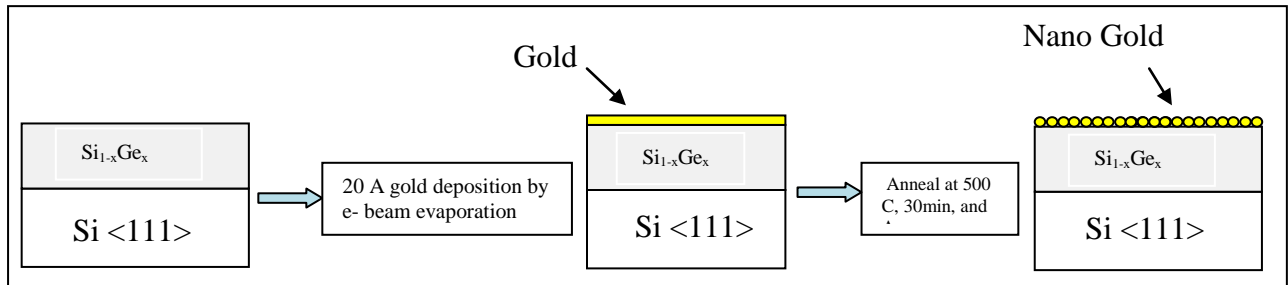 Si1-xGex
Si <111>
20 A gold deposition by
e- beam evaporation
Gold
Si1-xGex
Si <111>
Anneal at 500
C, 30min, and
Nano Gold
Si1-xGex
Si <111>